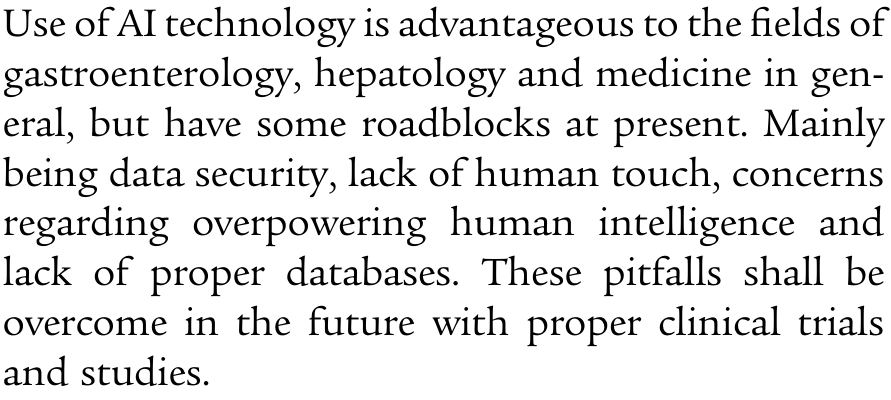 Use of AI technology is advantageous to the fields of
gastroenterology, hepatology and medicine in gen-
eral, but have some roadblocks at present. Mainly
being data security, lack of human touch, concerns
regarding overpowering human intelligence and
lack of proper databases. These pitfalls shall be
overcome in the future with proper clinical trials
and studies.